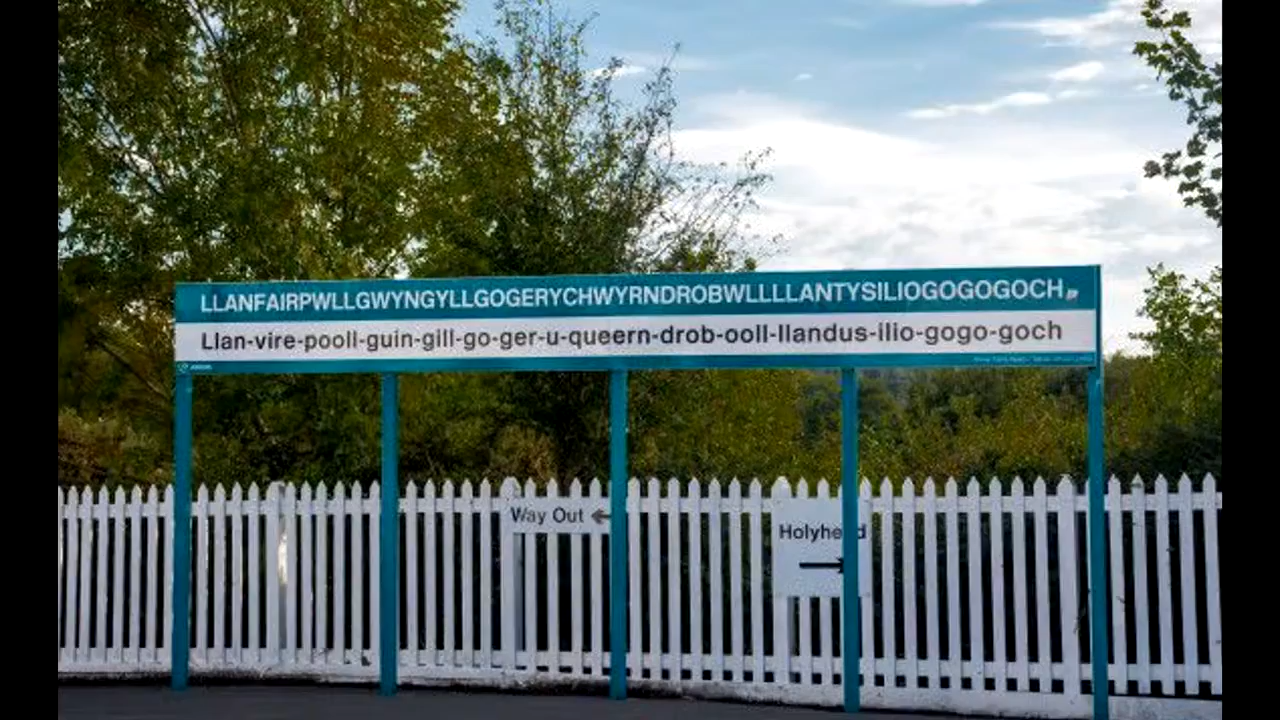 LLANFAIRPWLLGWYNGYLLGOGERYCHWYRNDROBWLLLLANTYSILIOGOGOGOCH
Llan-vire-pooll-guin-gill-go-ger-u-queern-drob-ooll-llandus-ilio-gogo-goch
Way Out
Holyhead